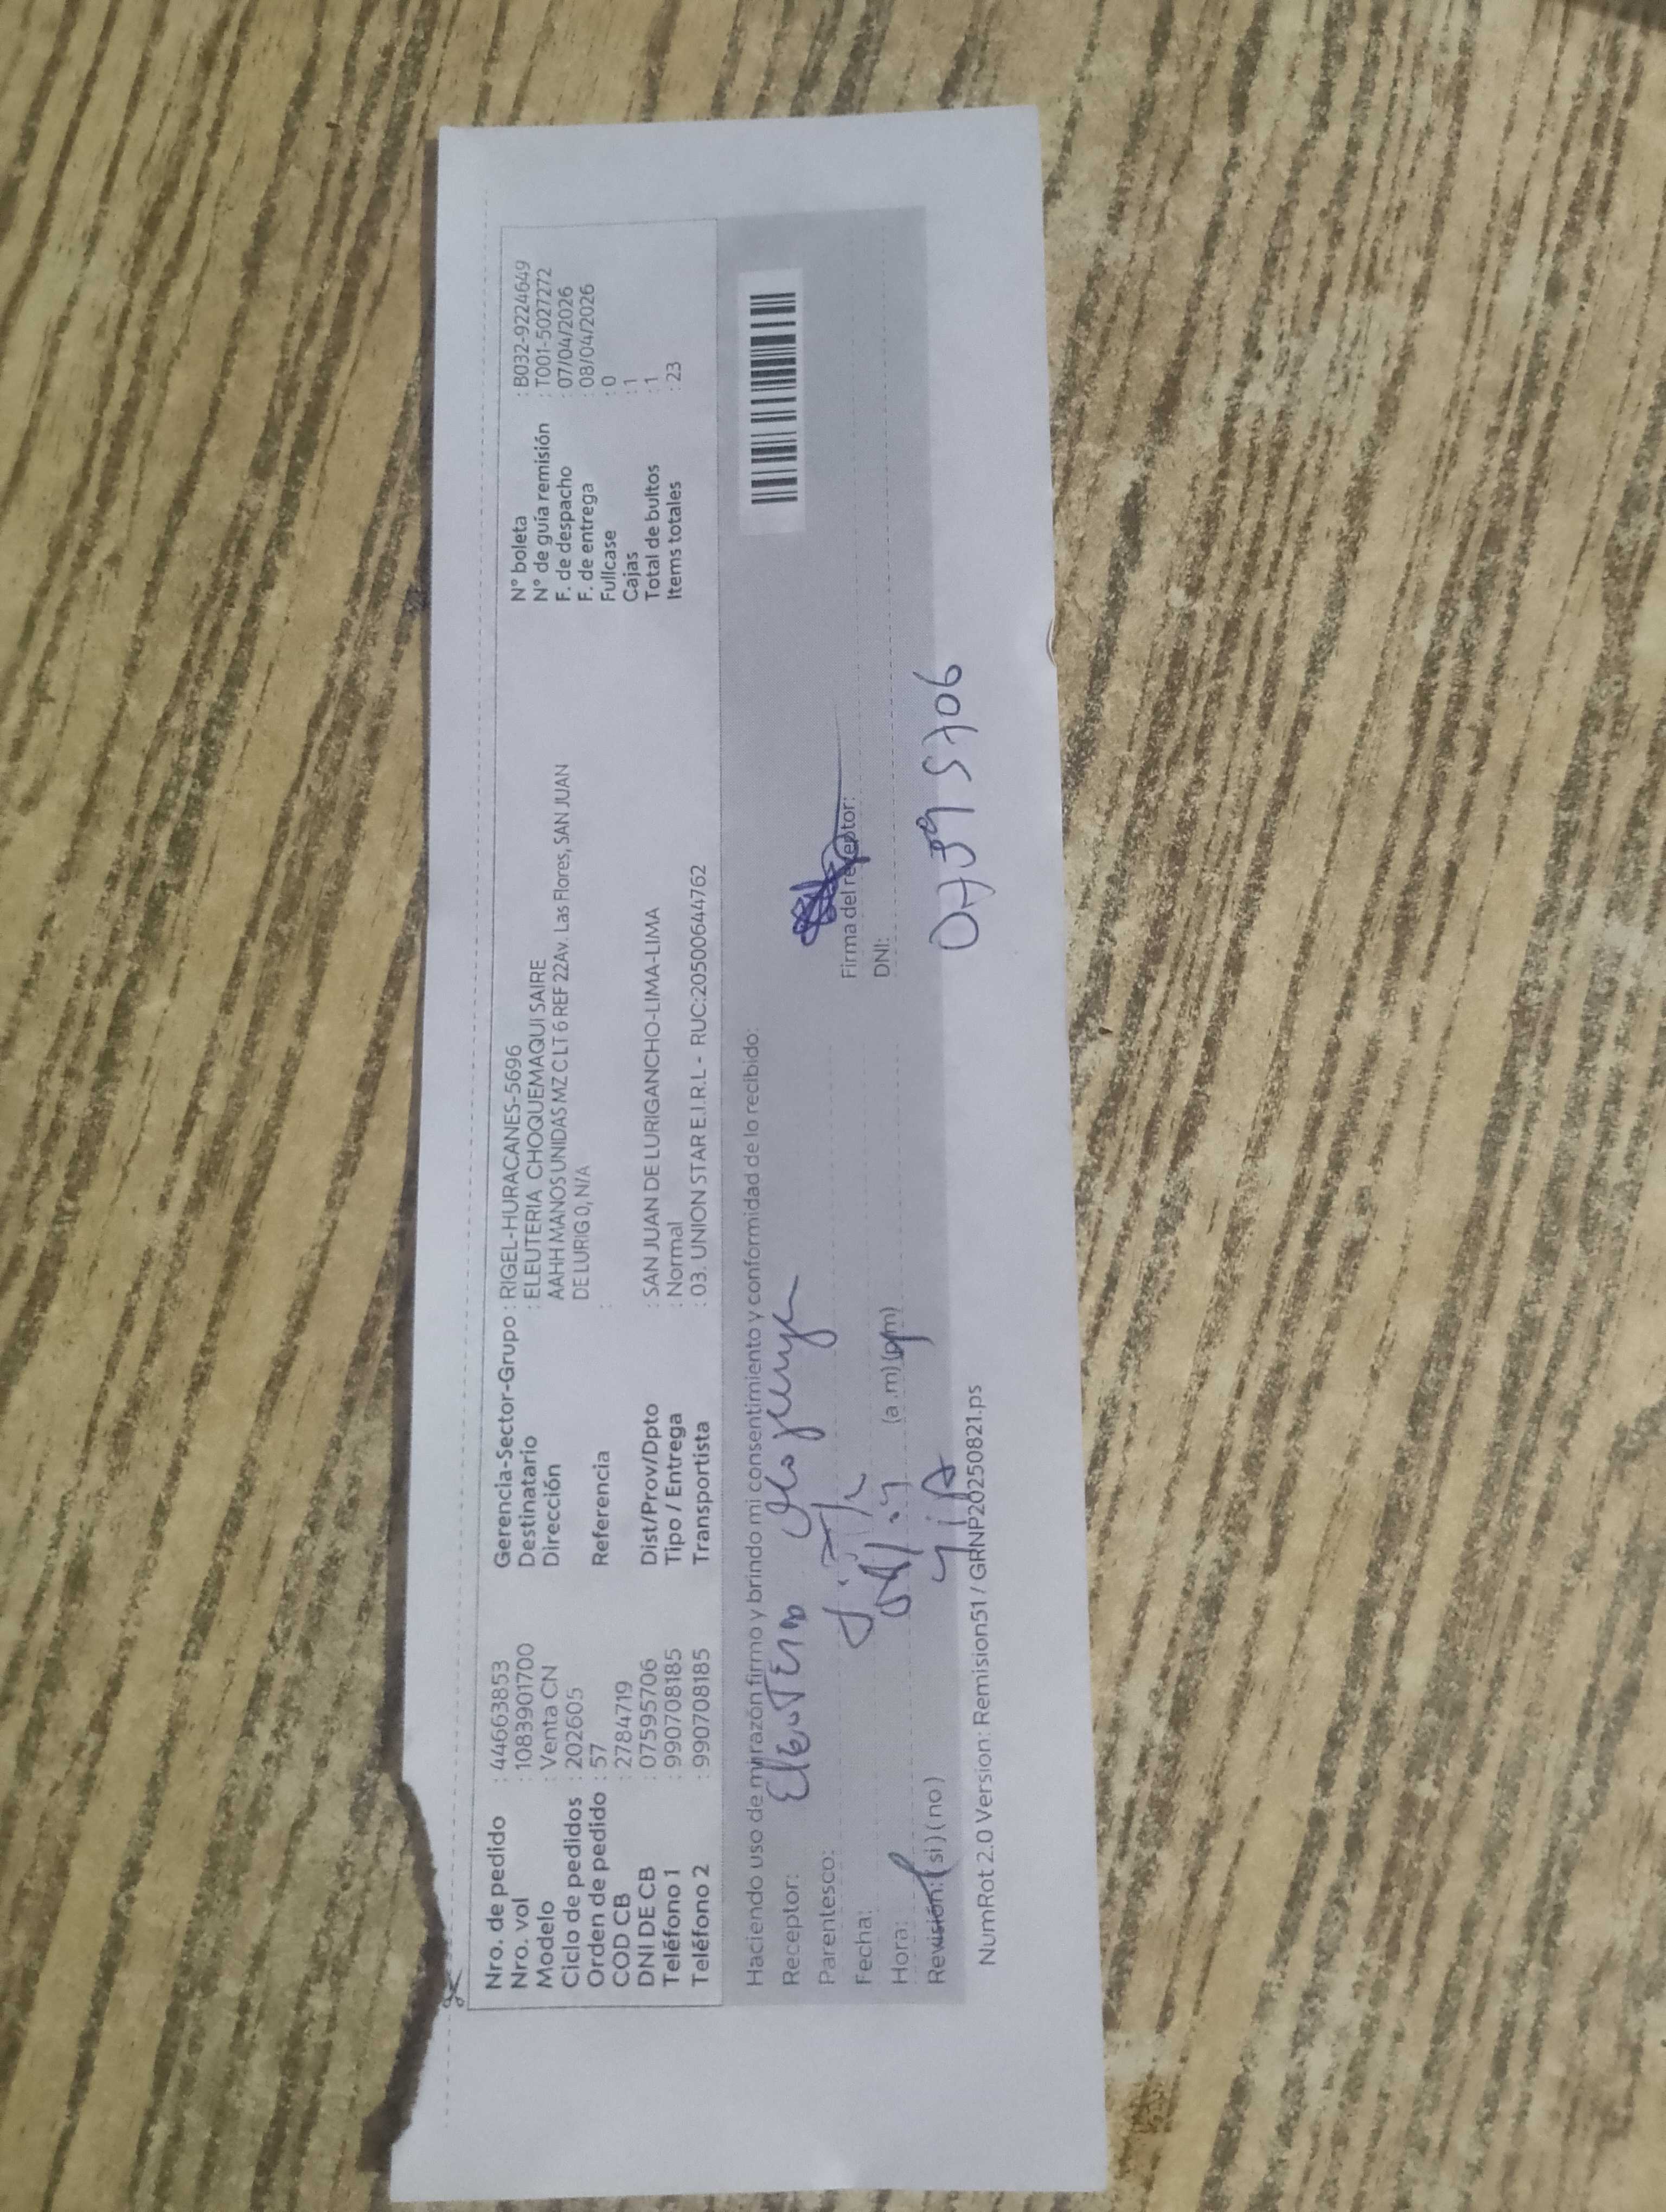 Nro. de pedido : 44663853
Nro. vol : 1083901700
Modelo : Venta CN
Ciclo de pedidos : 202605
Orden de pedido : 57
COD CB : 2784719
DNI DE CB : 07595706
Teléfono 1 : 990708185
Teléfono 2 : 990708185
Gerencia-Sector-Grupo : RIGEL-HURACANES-5696
Destinatario : ELEUTERIA CHOQUEMAQUI SAIRE
Dirección AAHH MANOS UNIDAS MZ C LT 6 REF 22Av. Las Flores, SAN JUAN
DE LURIG 0, N/A
Referencia :
Dist/Prov/Dpto : SAN JUAN DE LURIGANCHO-LIMA-LIMA
Tipo / Entrega : Normal
Transportista : 03. UNION STAR E.I.R.L - RUC:20500644762
N° boleta : B032-9224649
N° de guía remisión : T001-5027272
F. de despacho : 07/04/2026
F. de entrega : 08/04/2026
Fullcase : 0
Cajas : 1
Total de bultos : 1
Items totales : 23
Haciendo uso de mi razón firmo y brindo mi consentimiento y conformidad de lo recibido:
Receptor:
Parentesco:
Fecha:
Hora: (a .m) (p.m)
Revisión: (si) (no)
Firma del receptor:
DNI:
07595706
NumRot 2.0 Version: Remision51 / GRNP20250821.ps